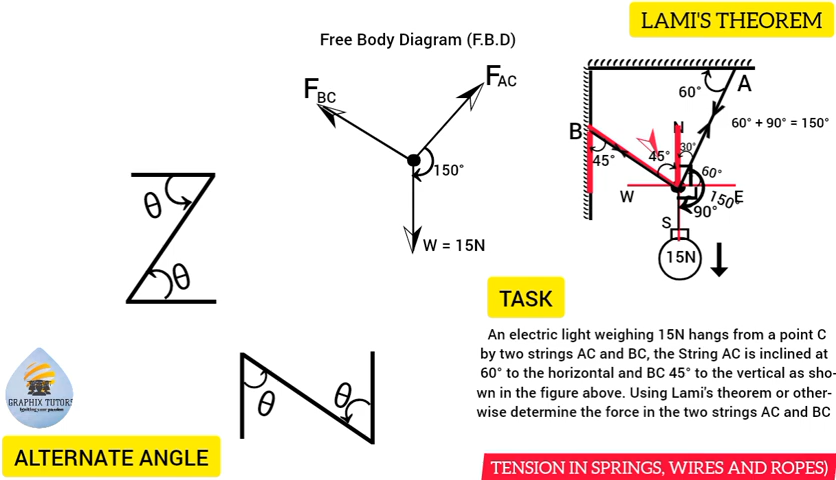 LAMI'S THEOREM
Free Body Diagram (F.B.D)
FBC
FAC
150°
W = 15N
A
60°
60° + 90° = 150°
B
N
45°
45°
30°
60°
W
E
150°
90°
S
15N
θ
θ
θ
θ
TASK
An electric light weighing 15N hangs from a point C
by two strings AC and BC, the String AC is inclined at
60° to the horizontal and BC 45° to the vertical as sho-
wn in the figure above. Using Lami's theorem or other-
wise determine the force in the two strings AC and BC
GRAPHIX TUTORS
igniting your passion
ALTERNATE ANGLE
TENSION IN SPRINGS, WIRES AND ROPES)